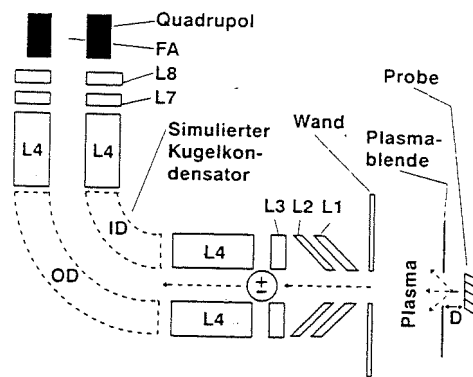 Quadrupol
FA
L8
L7
Probe
Wand
Plasma-
blende
L4
L4
Simulierter
Kugelkon-
densator
L3
L2
L1
ID
L4
OD
±
Plasma
D
L4